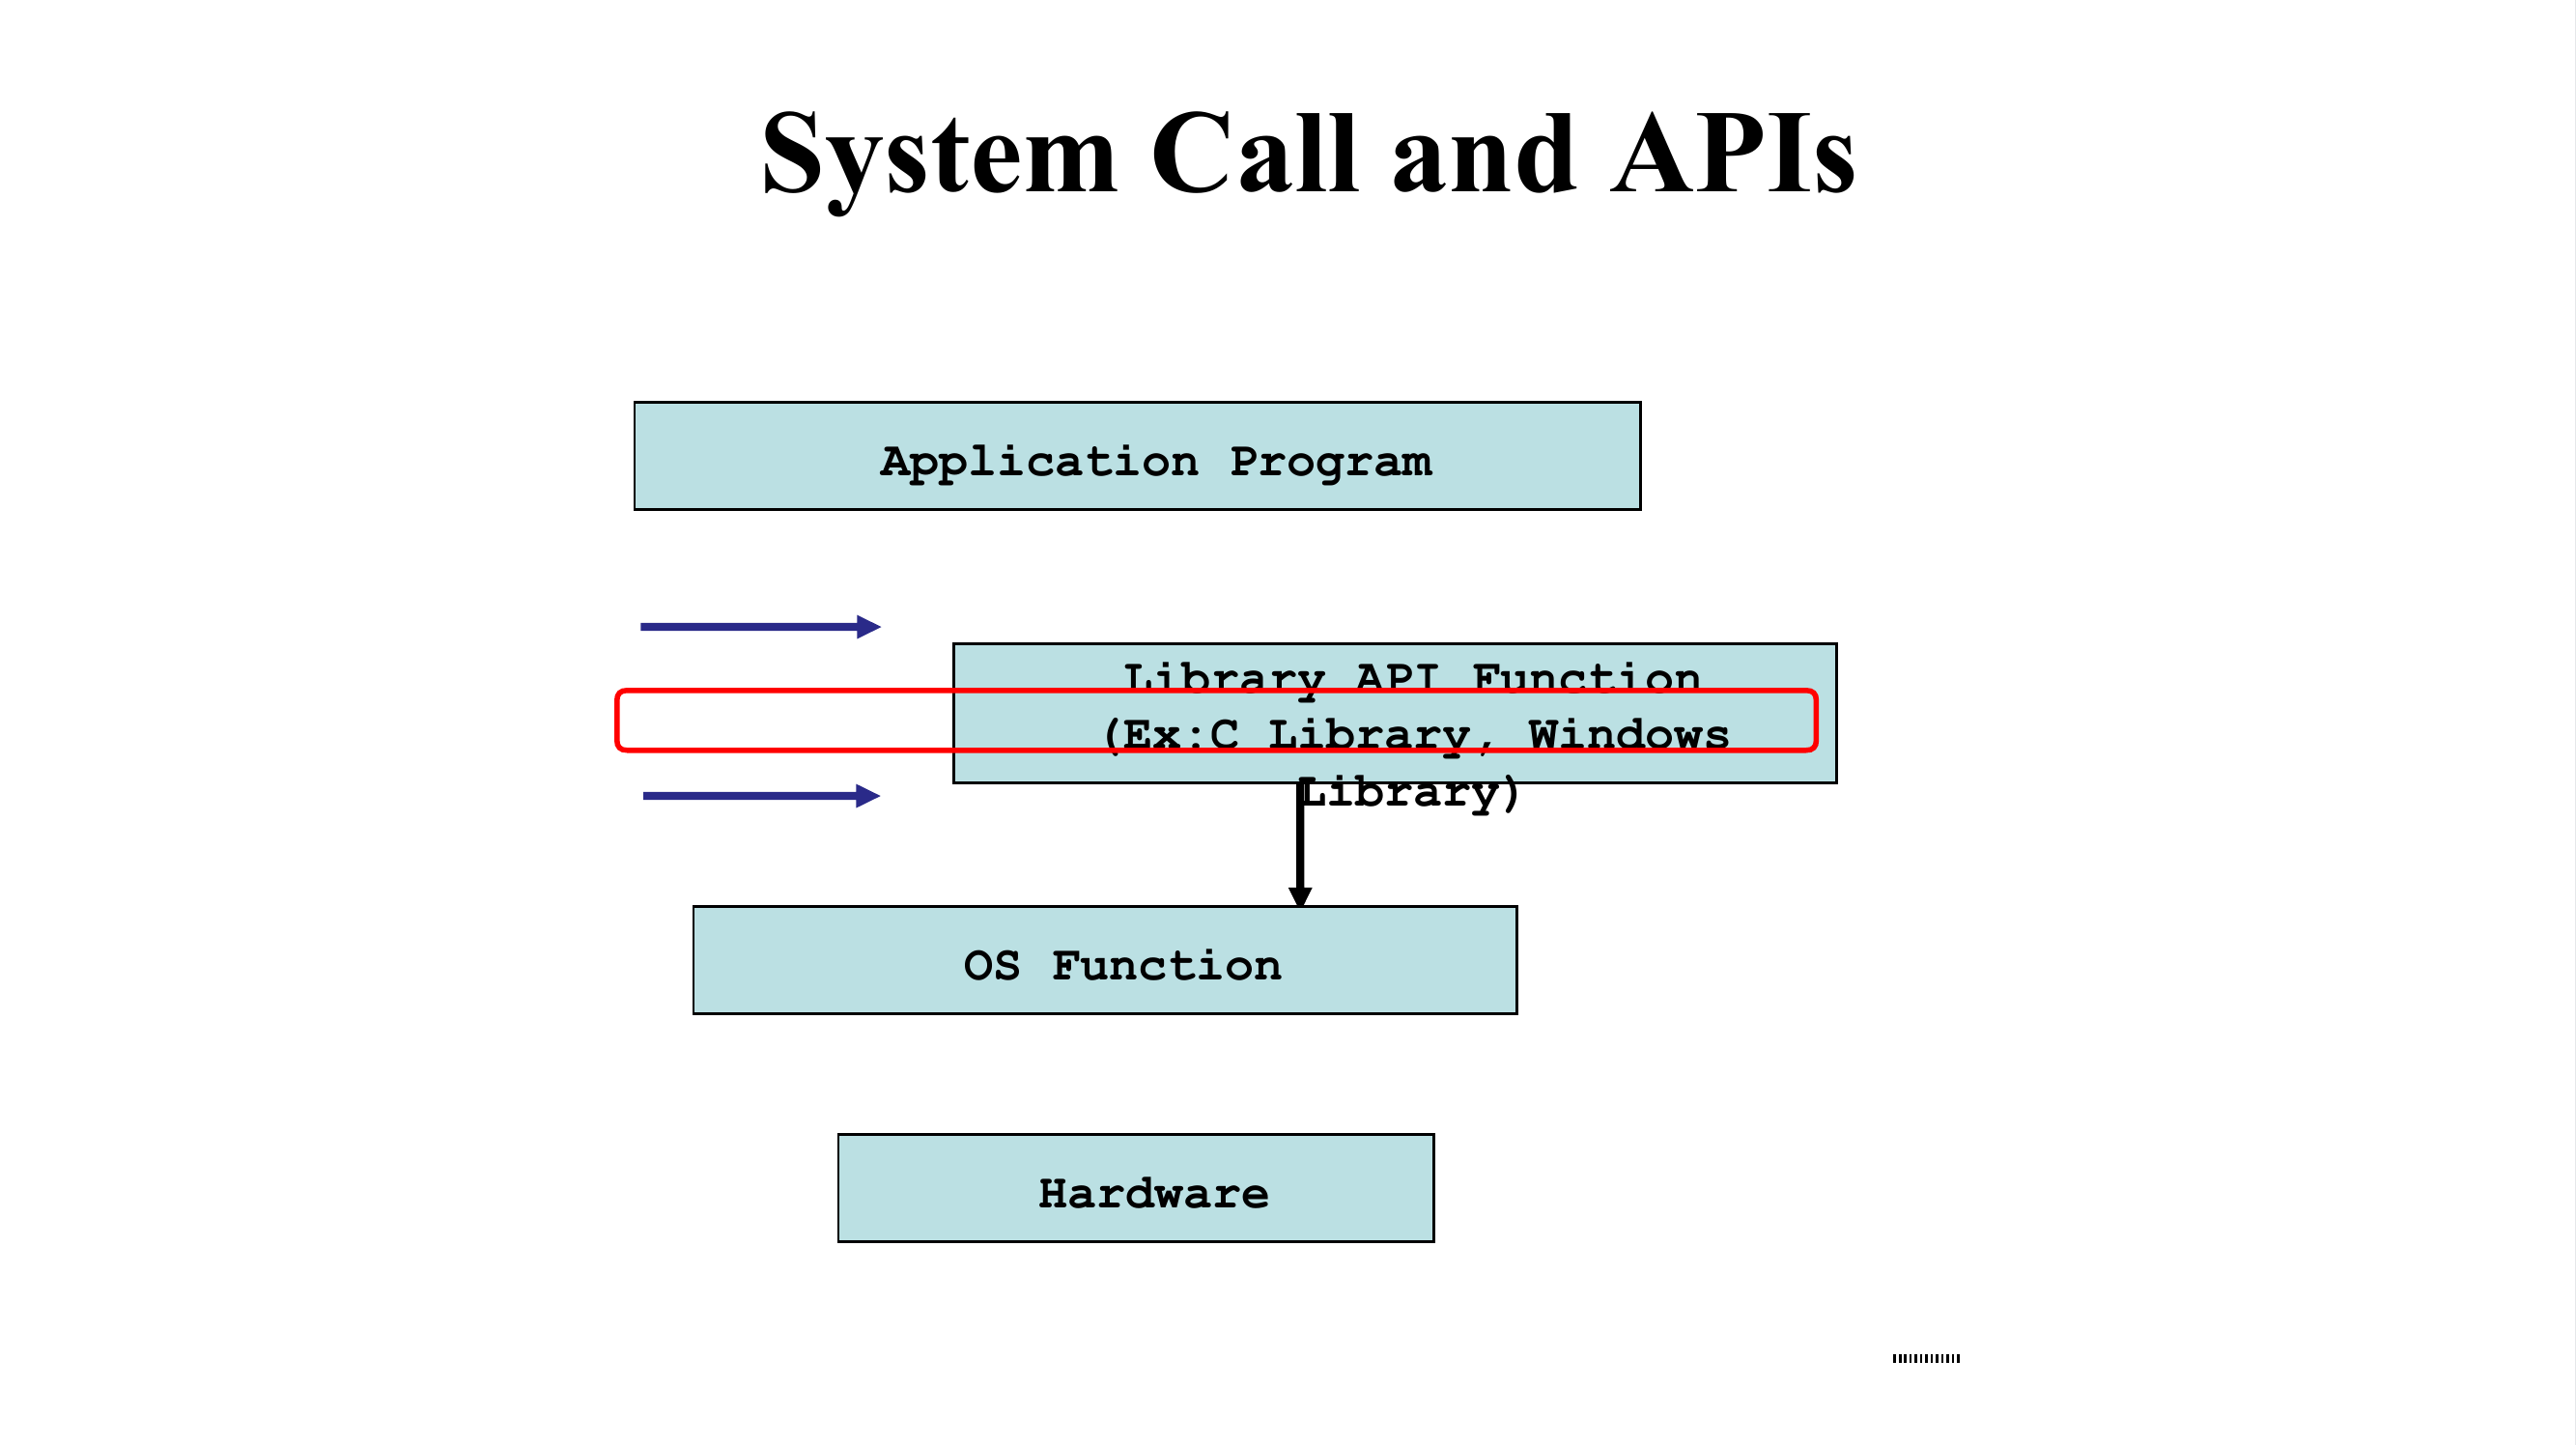 System Call and APIs
Application Program
Library API Function
(Ex:C Library, Windows
Library)
OS Function
Hardware